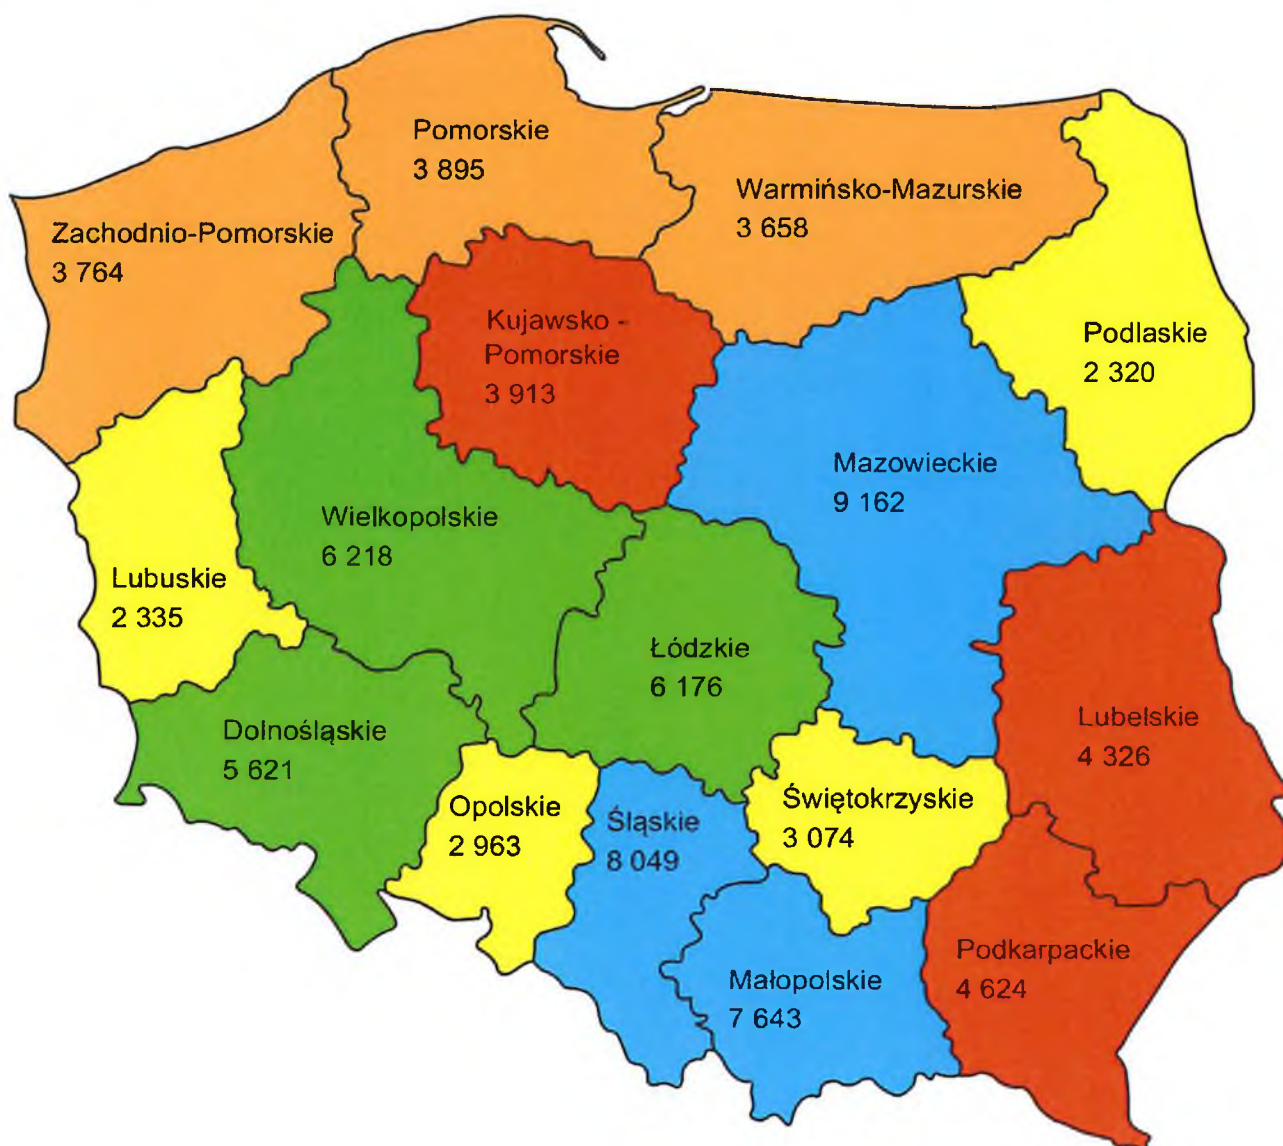 Pomorskie
3 895
Warmińsko-Mazurskie
3 658
Zachodnio-Pomorskie
3 764
Kujawsko -
Pomorskie
3 913
Podlaskie
2 320
Mazowieckie
9 162
Wielkopolskie
6 218
Lubuskie
2 335
Łódzkie
6 176
Dolnośląskie
5 621
Lubelskie
4 326
Opolskie
2 963
Śląskie
8 049
Świętokrzyskie
3 074
Podkarpackie
4 624
Małopolskie
7 643